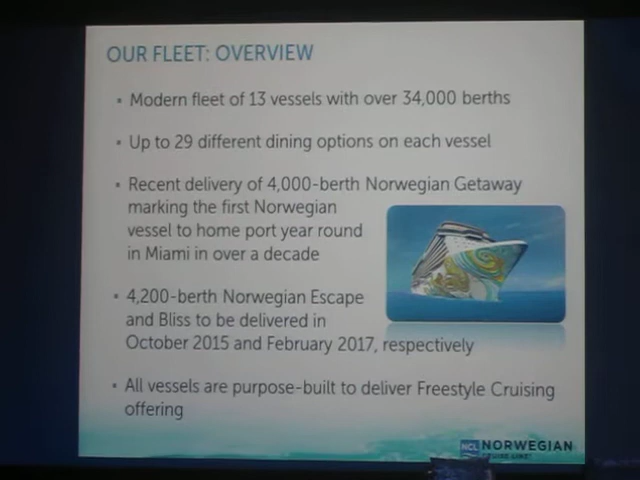 OUR FLEET: OVERVIEW
▪ Modern fleet of 13 vessels with over 34,000 berths
▪ Up to 29 different dining options on each vessel
▪ Recent delivery of 4,000-berth Norwegian Getaway
marking the first Norwegian
vessel to home port year round
in Miami in over a decade
▪ 4,200-berth Norwegian Escape
and Bliss to be delivered in
October 2015 and February 2017, respectively
▪ All vessels are purpose-built to deliver Freestyle Cruising
offering
NCL NORWEGIAN
CRUISE LINE